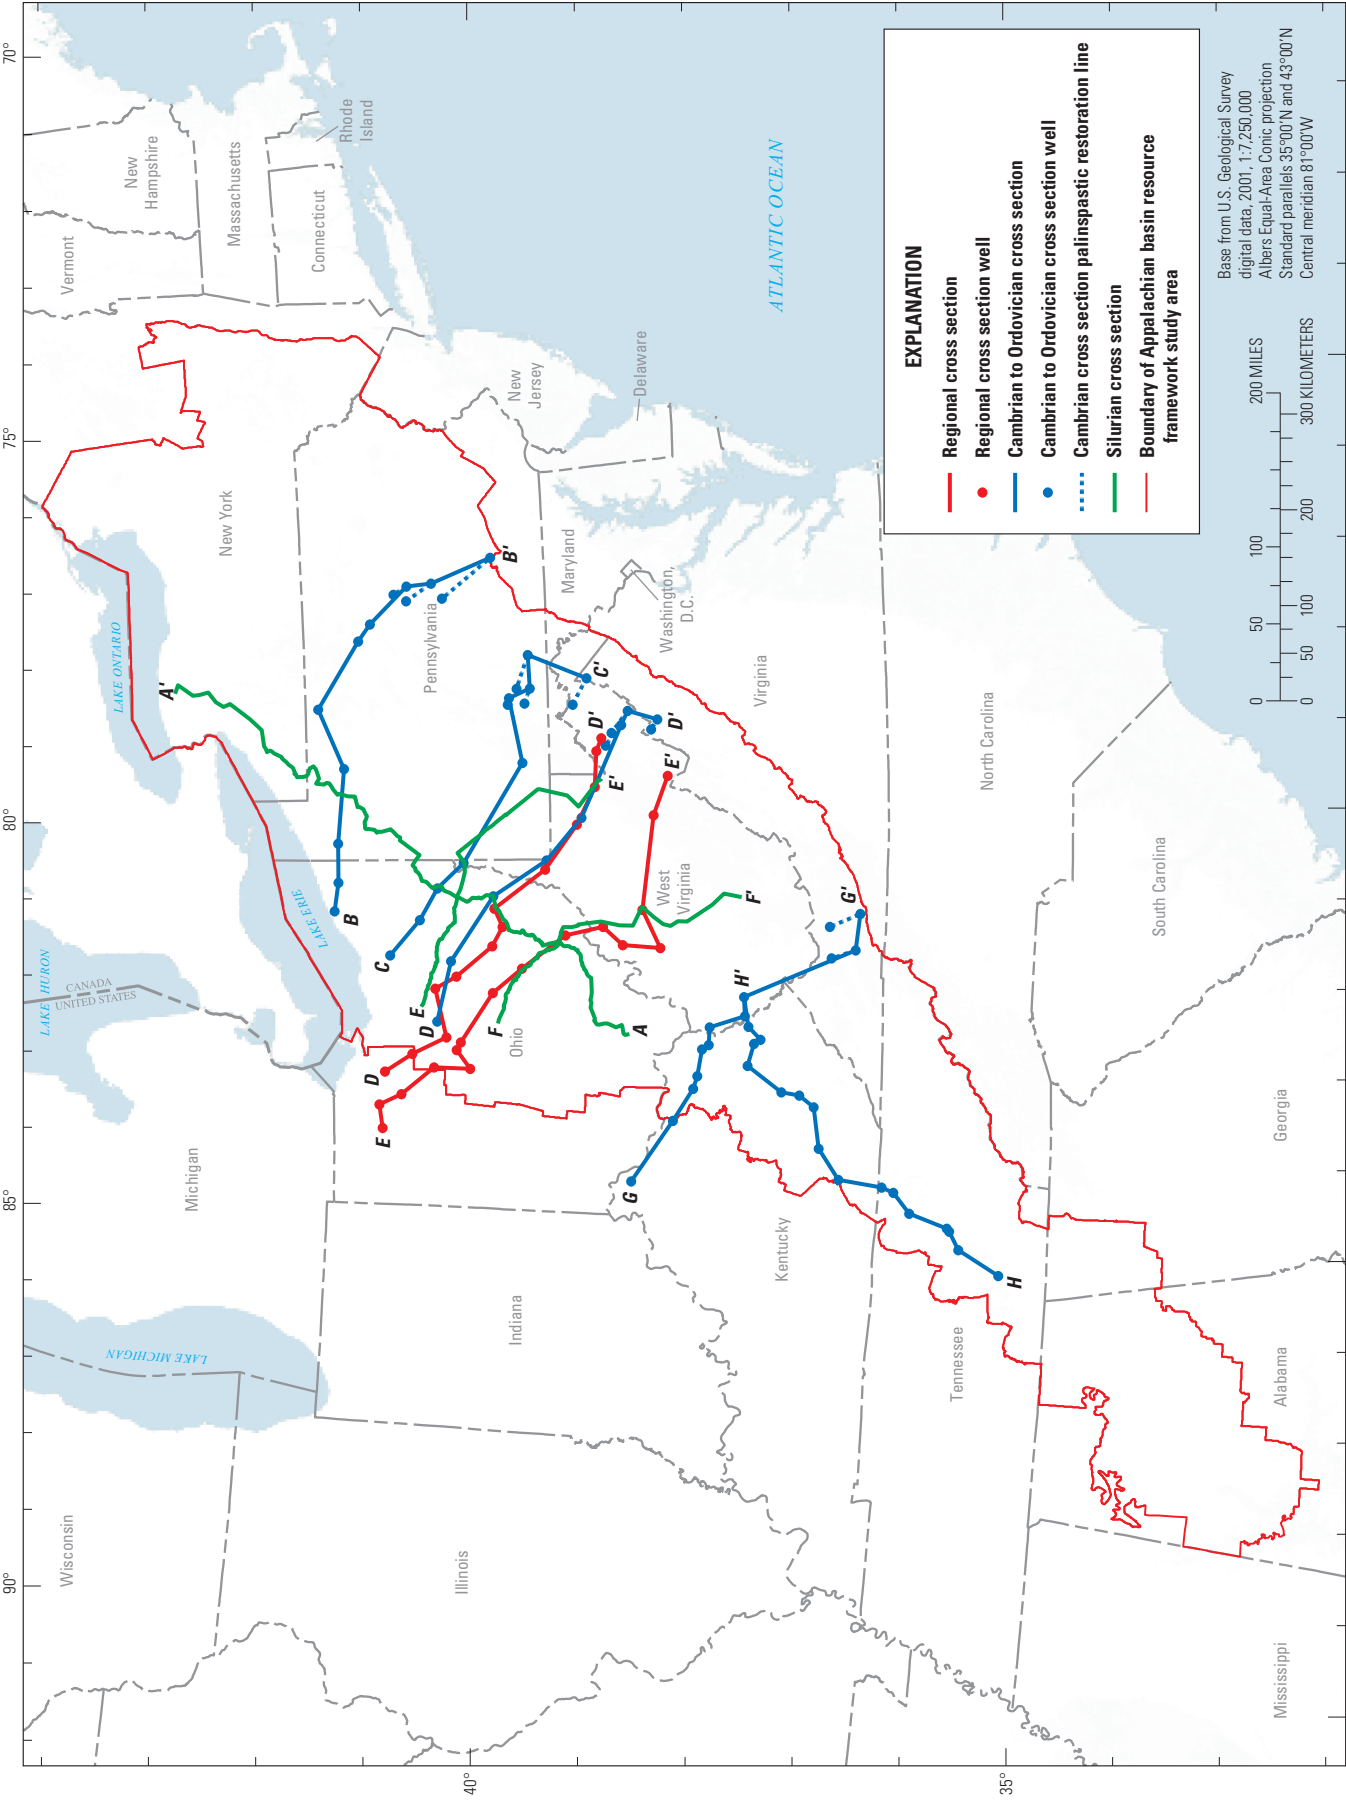 70°
75°
80°
85°
90°
40°
35°
Vermont
New
Hampshire
Massachusetts
Connecticut
Rhode
Island
New York
LAKE ONTARIO
LAKE ERIE
LAKE HURON
CANADA
UNITED STATES
LAKE MICHIGAN
Michigan
Wisconsin
Illinois
Indiana
Ohio
Pennsylvania
New
Jersey
Delaware
Maryland
Washington,
D.C.
West
Virginia
Virginia
Kentucky
Tennessee
North Carolina
South Carolina
Georgia
Alabama
Mississippi
ATLANTIC OCEAN
A'
B'
B
C
C'
D'
D'
E'
E'
E
D
F
A
F'
D
E
G
G'
H'
H
EXPLANATION
Regional cross section
Regional cross section well
Cambrian to Ordovician cross section
Cambrian to Ordovician cross section well
Cambrian cross section palinspastic restoration line
Silurian cross section
Boundary of Appalachian basin resource
framework study area
0 50 100 200 MILES
0 50 100 200 300 KILOMETERS
Base from U.S. Geological Survey
digital data, 2001, 1:7,250,000
Albers Equal-Area Conic projection
Standard parallels 35°00'N and 43°00'N
Central meridian 81°00'W